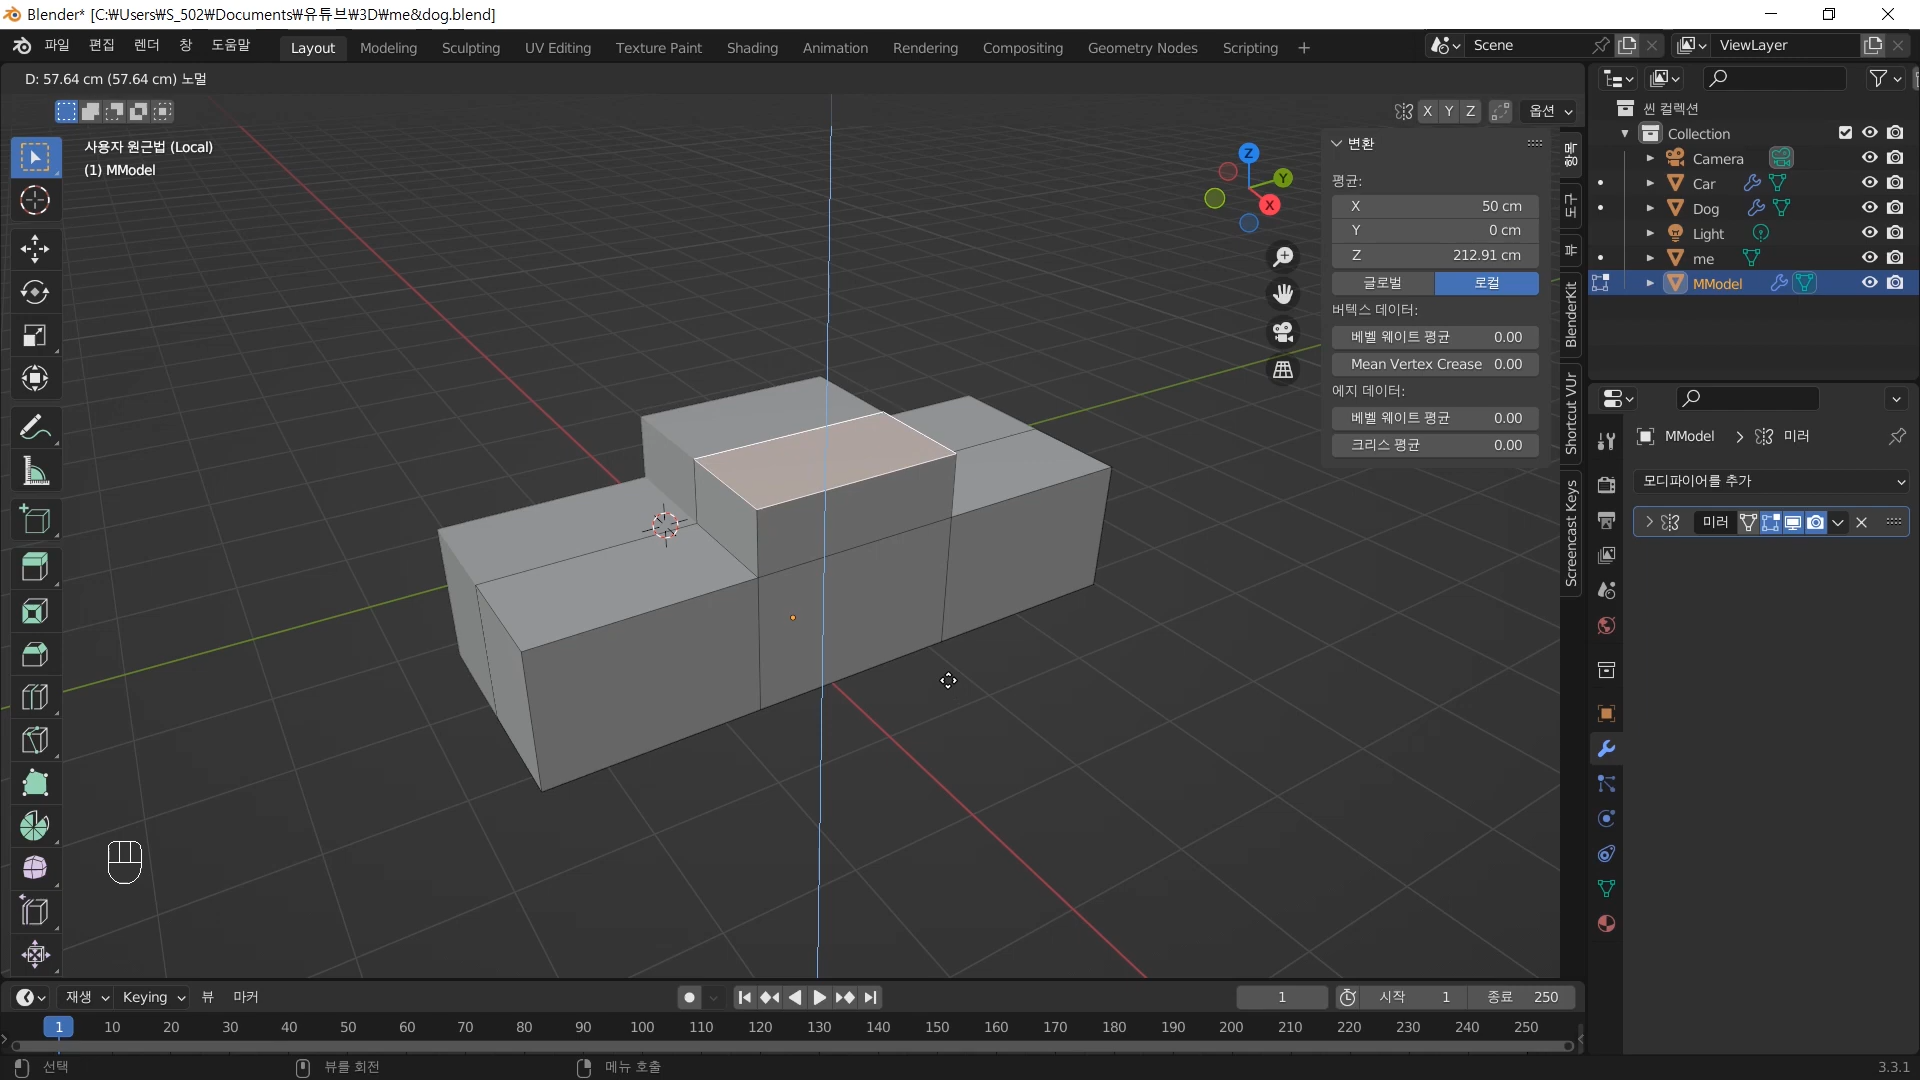 Blender* [C:₩Users₩S_502₩Documents₩유튜브₩3D₩me&dog.blend]
파일 편집 렌더 창 도움말 Layout Modeling Sculpting UV Editing Texture Paint Shading Animation Rendering Compositing Geometry Nodes Scripting + Scene ViewLayer
D: 57.64 cm (57.64 cm) 노멀
X Y Z 옵션
사용자 원근법 (Local)
(1) MModel
Z
Y
X
변환
평균:
X 50 cm
Y 0 cm
Z 212.91 cm
글로벌 로컬
버텍스 데이터:
베벨 웨이트 평균 0.00
Mean Vertex Crease 0.00
에지 데이터:
베벨 웨이트 평균 0.00
크리스 평균 0.00
항목
도구
뷰
BlenderKit
Shortcut VUr
Screencast Keys
씬 컬렉션
Collection
Camera
Car
Dog
Light
me
MModel
MModel > 미러
모디파이어를 추가
미러
재생 Keying 뷰 마커 1 시작 1 종료 250
1 10 20 30 40 50 60 70 80 90 100 110 120 130 140 150 160 170 180 190 200 210 220 230 240 250
선택 뷰를 회전 메뉴 호출 3.3.1